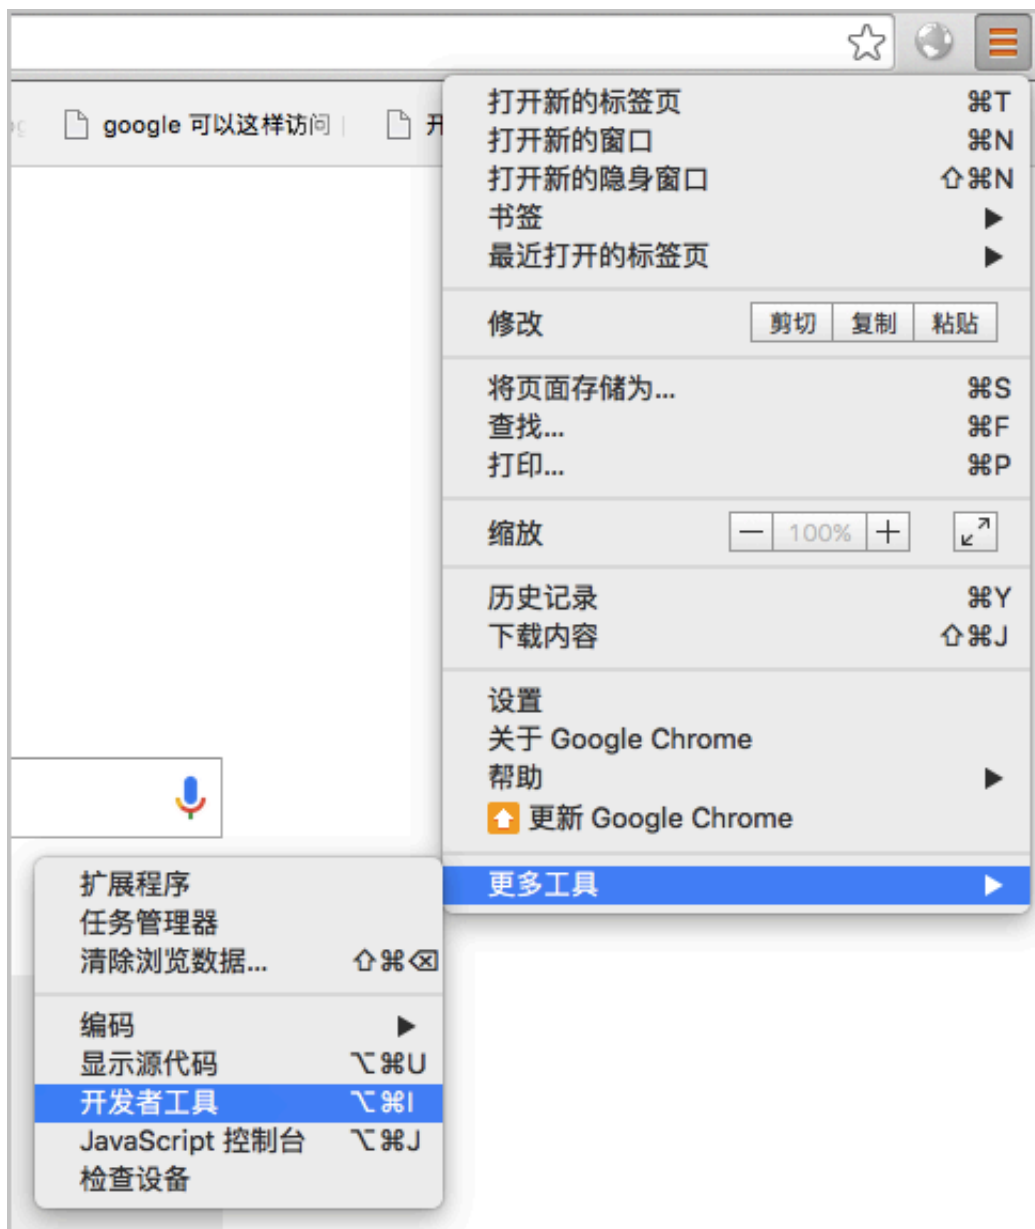 google 可以这样访问
开
打开新的标签页 ⌘T
打开新的窗口 ⌘N
打开新的隐身窗口 ⇧⌘N
书签 ▶
最近打开的标签页 ▶
修改 剪切 复制 粘贴
将页面存储为... ⌘S
查找... ⌘F
打印... ⌘P
缩放 — 100% +
历史记录 ⌘Y
下载内容 ⇧⌘J
设置
关于 Google Chrome
帮助 ▶
更新 Google Chrome
更多工具 ▶
扩展程序
任务管理器
清除浏览数据... ⇧⌘⌫
编码 ▶
显示源代码 ⌥⌘U
开发者工具 ⌥⌘I
JavaScript 控制台 ⌥⌘J
检查设备